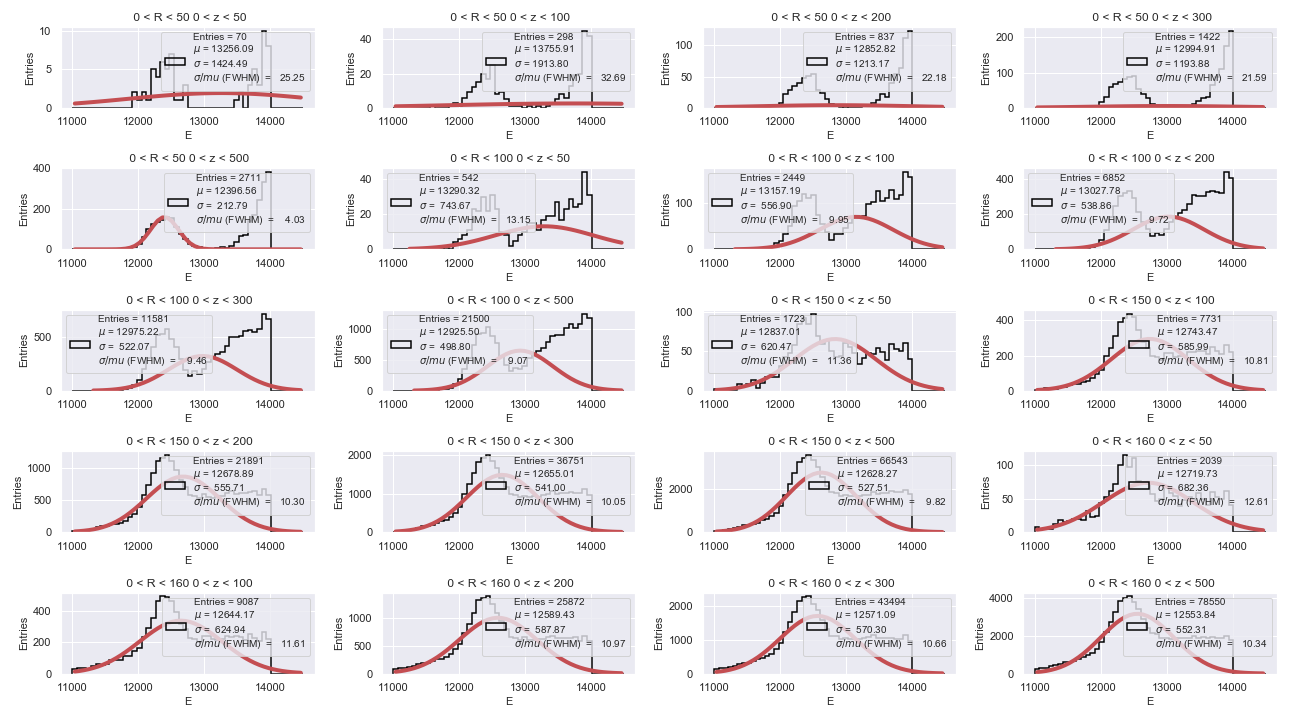 0 < R < 50 0 < z < 50
Entries
10
5
0
Entries = 70
μ = 13256.09
σ = 1424.49
σ/mu (FWHM) = 25.25
11000 12000 13000 14000
E
0 < R < 50 0 < z < 100
Entries
40
20
0
Entries = 298
μ = 13755.91
σ = 1913.80
σ/mu (FWHM) = 32.69
11000 12000 13000 14000
E
0 < R < 50 0 < z < 200
Entries
100
50
0
Entries = 837
μ = 12852.82
σ = 1213.17
σ/mu (FWHM) = 22.18
11000 12000 13000 14000
E
0 < R < 50 0 < z < 300
Entries
200
100
0
Entries = 1422
μ = 12994.91
σ = 1193.88
σ/mu (FWHM) = 21.59
11000 12000 13000 14000
E
0 < R < 50 0 < z < 500
Entries
400
200
0
Entries = 2711
μ = 12396.56
σ = 212.79
σ/mu (FWHM) = 4.03
11000 12000 13000 14000
E
0 < R < 100 0 < z < 50
Entries
40
20
0
Entries = 542
μ = 13290.32
σ = 743.67
σ/mu (FWHM) = 13.15
11000 12000 13000 14000
E
0 < R < 100 0 < z < 100
Entries
100
0
Entries = 2449
μ = 13157.19
σ = 556.90
σ/mu (FWHM) = 9.95
11000 12000 13000 14000
E
0 < R < 100 0 < z < 200
Entries
400
200
0
Entries = 6852
μ = 13027.78
σ = 538.86
σ/mu (FWHM) = 9.72
11000 12000 13000 14000
E
0 < R < 100 0 < z < 300
Entries
500
0
Entries = 11581
μ = 12975.22
σ = 522.07
σ/mu (FWHM) = 9.46
11000 12000 13000 14000
E
0 < R < 100 0 < z < 500
Entries
1000
500
0
Entries = 21500
μ = 12925.50
σ = 498.80
σ/mu (FWHM) = 9.07
11000 12000 13000 14000
E
0 < R < 150 0 < z < 50
Entries
100
50
0
Entries = 1723
μ = 12837.01
σ = 620.47
σ/mu (FWHM) = 11.36
11000 12000 13000 14000
E
0 < R < 150 0 < z < 100
Entries
400
200
0
Entries = 7731
μ = 12743.47
σ = 585.99
σ/mu (FWHM) = 10.81
11000 12000 13000 14000
E
0 < R < 150 0 < z < 200
Entries
1000
500
0
Entries = 21891
μ = 12678.89
σ = 555.71
σ/mu (FWHM) = 10.30
11000 12000 13000 14000
E
0 < R < 150 0 < z < 300
Entries
2000
1000
0
Entries = 36751
μ = 12655.01
σ = 541.00
σ/mu (FWHM) = 10.05
11000 12000 13000 14000
E
0 < R < 150 0 < z < 500
Entries
2000
0
Entries = 66543
μ = 12628.27
σ = 527.51
σ/mu (FWHM) = 9.82
11000 12000 13000 14000
E
0 < R < 160 0 < z < 50
Entries
100
50
0
Entries = 2039
μ = 12719.73
σ = 682.36
σ/mu (FWHM) = 12.61
11000 12000 13000 14000
E
0 < R < 160 0 < z < 100
Entries
400
200
0
Entries = 9087
μ = 12644.17
σ = 624.94
σ/mu (FWHM) = 11.61
11000 12000 13000 14000
E
0 < R < 160 0 < z < 200
Entries
1000
500
0
Entries = 25872
μ = 12589.43
σ = 587.87
σ/mu (FWHM) = 10.97
11000 12000 13000 14000
E
0 < R < 160 0 < z < 300
Entries
2000
1000
0
Entries = 43494
μ = 12571.09
σ = 570.30
σ/mu (FWHM) = 10.66
11000 12000 13000 14000
E
0 < R < 160 0 < z < 500
Entries
4000
2000
0
Entries = 78550
μ = 12553.84
σ = 552.31
σ/mu (FWHM) = 10.34
11000 12000 13000 14000
E